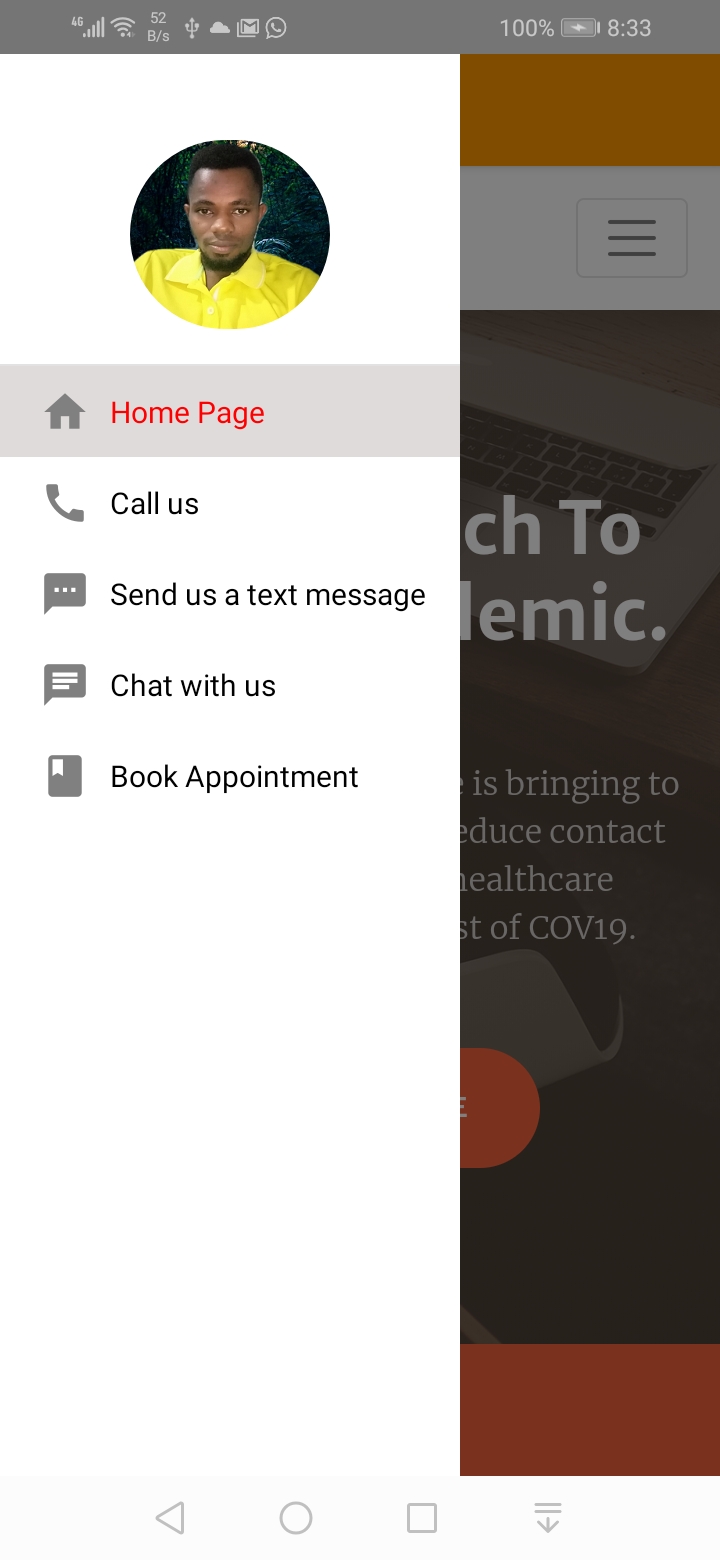 4G 52 B/s 100% 8:33
Home Page
Call us
Send us a text message
Chat with us
Book Appointment
ch To
demic.
is bringing to
educe contact
healthcare
st of COV19.
E